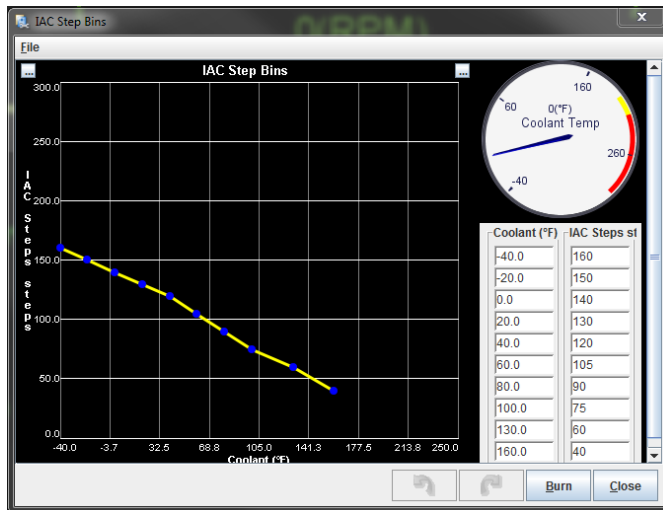 IAC Step Bins
0(RPM)
x
File
...
IAC Step Bins
...
300.0
250.0
200.0
150.0
100.0
50.0
0.0
IAC Steps steps
-40.0 -3.7 32.5 68.8 105.0 141.3 177.5 213.8 250.0
Coolant (°F)
160
60
0(°F)
Coolant Temp
260
-40
Coolant (°F) IAC Steps st
-40.0 160
-20.0 150
0.0 140
20.0 130
40.0 120
60.0 105
80.0 90
100.0 75
130.0 60
160.0 40
Burn Close